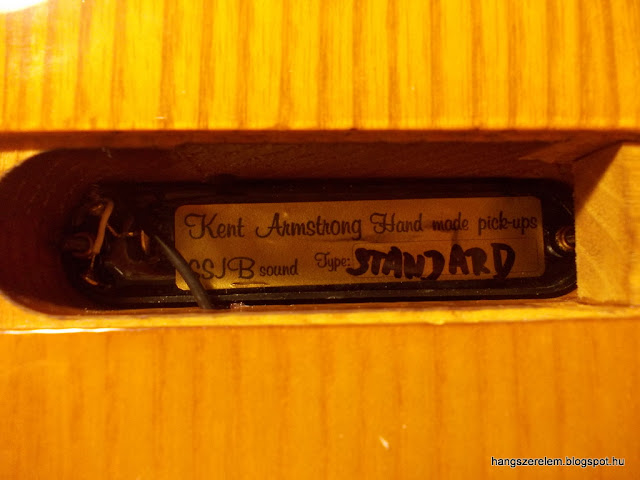 Kent Armstrong Hand made pick-ups
SSJB sound Type: STANDARD
hangszerelem.blogspot.hu